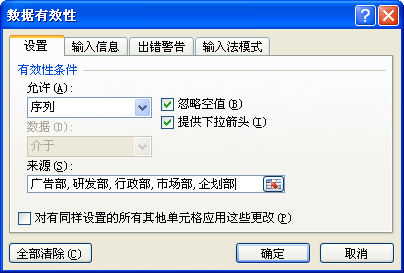 数据有效性
设置 输入信息 出错警告 输入法模式
有效性条件
允许(A):
序列 忽略空值(B)
数据(D): 提供下拉箭头(I)
介于
来源(S):
广告部, 研发部, 行政部, 市场部, 企划部
对有同样设置的所有其他单元格应用这些更改(P)
全部清除(C) 确定 取消